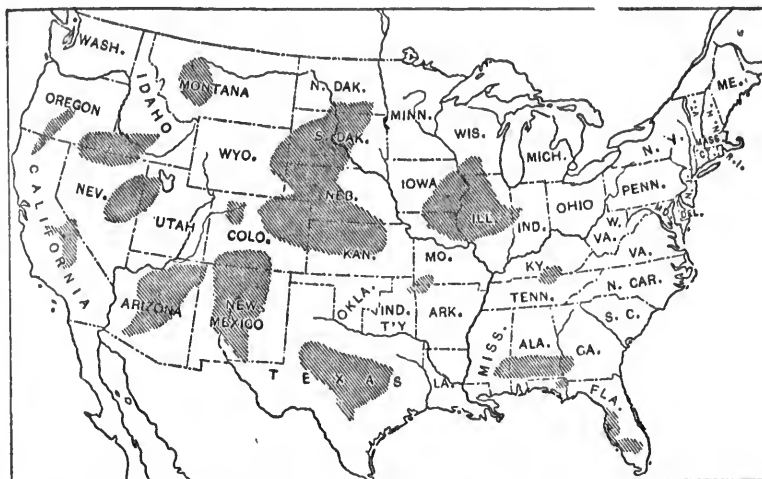 WASH.
OREGON
IDAHO
MONTANA
N. DAK.
S. DAK.
MINN.
WIS.
MICH.
WYO.
NEB.
IOWA
ILL.
IND.
OHIO
PENN.
N. Y.
ME.
MASS
R. I.
DEL.
NEV.
UTAH
COLO.
KAN.
MO.
KY.
W.
VA.
VA.
CALIFORNIA
ARIZONA
NEW
MEXICO
OKLA.
IND.
T'Y
ARK.
TENN.
N. CAR.
S. C.
TEXAS
LA.
MISS.
ALA.
GA.
FLA.